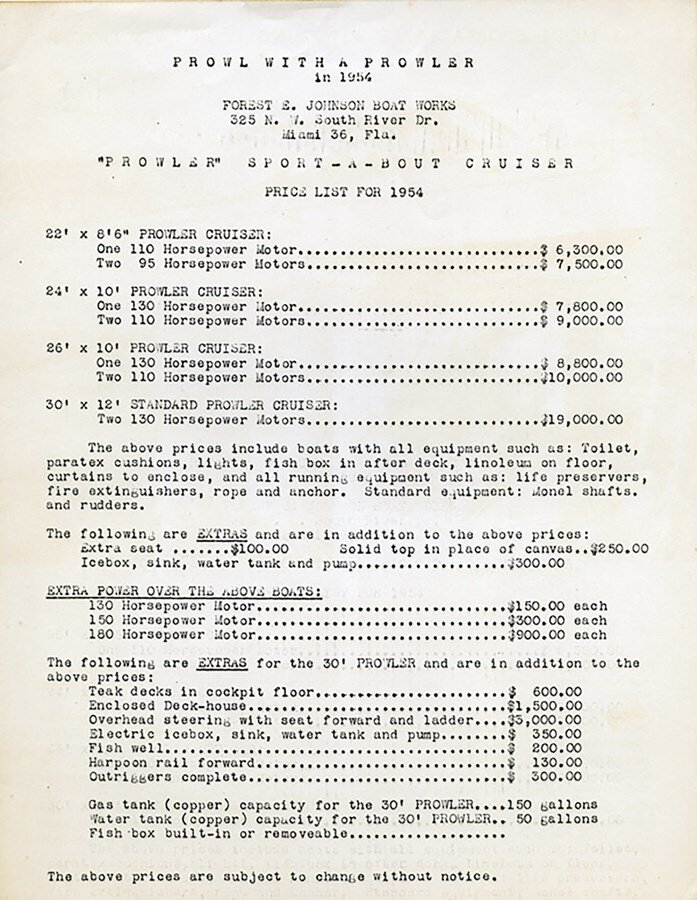 PROWL WITH A PROWLER
in 1954
FOREST E. JOHNSON BOAT WORKS
325 N. W. South River Dr.
Miami 36, Fla.
"PROWLER" SPORT-A-BOUT CRUISER
PRICE LIST FOR 1954
22' x 8'6" PROWLER CRUISER:
One 110 Horsepower Motor..............................$ 6,300.00
Two 95 Horsepower Motors.............................$ 7,500.00
24' x 10' PROWLER CRUISER:
One 130 Horsepower Motor..............................$ 7,800.00
Two 110 Horsepower Motors.............................$ 9,000.00
26' x 10' PROWLER CRUISER:
One 130 Horsepower Motor..............................$ 8,800.00
Two 110 Horsepower Motors.............................$10,000.00
30' x 12' STANDARD PROWLER CRUISER:
Two 130 Horsepower Motors.............................$19,000.00
The above prices include boats with all equipment such as: Toilet,
paratex cushions, lights, fish box in after deck, linoleum on floor,
curtains to enclose, and all running equipment such as: life preservers,
fire extinguishers, rope and anchor. Standard equipment: Monel shafts.
and rudders.
The following are EXTRAS and are in addition to the above prices:
Extra seat .......$100.00 Solid top in place of canvas..$250.00
Icebox, sink, water tank and pump..................$300.00
EXTRA POWER OVER THE ABOVE BOATS:
130 Horsepower Motor..............................$150.00 each
150 Horsepower Motor..............................$300.00 each
180 Horsepower Motor..............................$900.00 each
The following are EXTRAS for the 30' PROWLER and are in addition to the
above prices:
Teak decks in cockpit floor.......................$ 600.00
Enclosed Deck-house...............................$1,500.00
Overhead steering with seat forward and ladder....$3,000.00
Electric icebox, sink, water tank and pump........$ 350.00
Fish well.........................................$ 200.00
Harpoon rail forward..............................$ 130.00
Outriggers complete...............................$ 300.00
Gas tank (copper) capacity for the 30' PROWLER....150 gallons
Water tank (copper) capacity for the 30' PROWLER.. 50 gallons
Fish box built-in or removeable...................
The above prices are subject to change without notice.